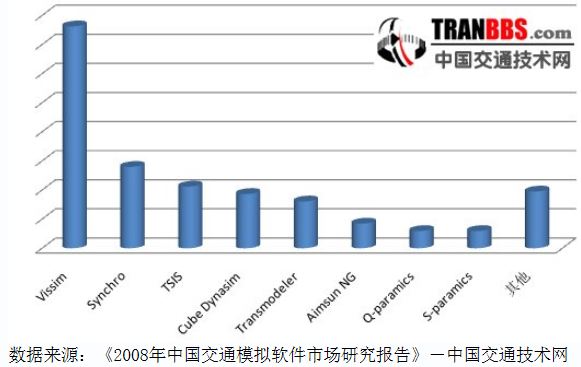 TRANBBS.com
中国交通技术网
Vissim
Synchro
TSIS
Cube Dynasim
Transmodeler
Aimsun NG
Q-paramics
S-paramics
其他
数据来源：《2008年中国交通模拟软件市场研究报告》－中国交通技术网